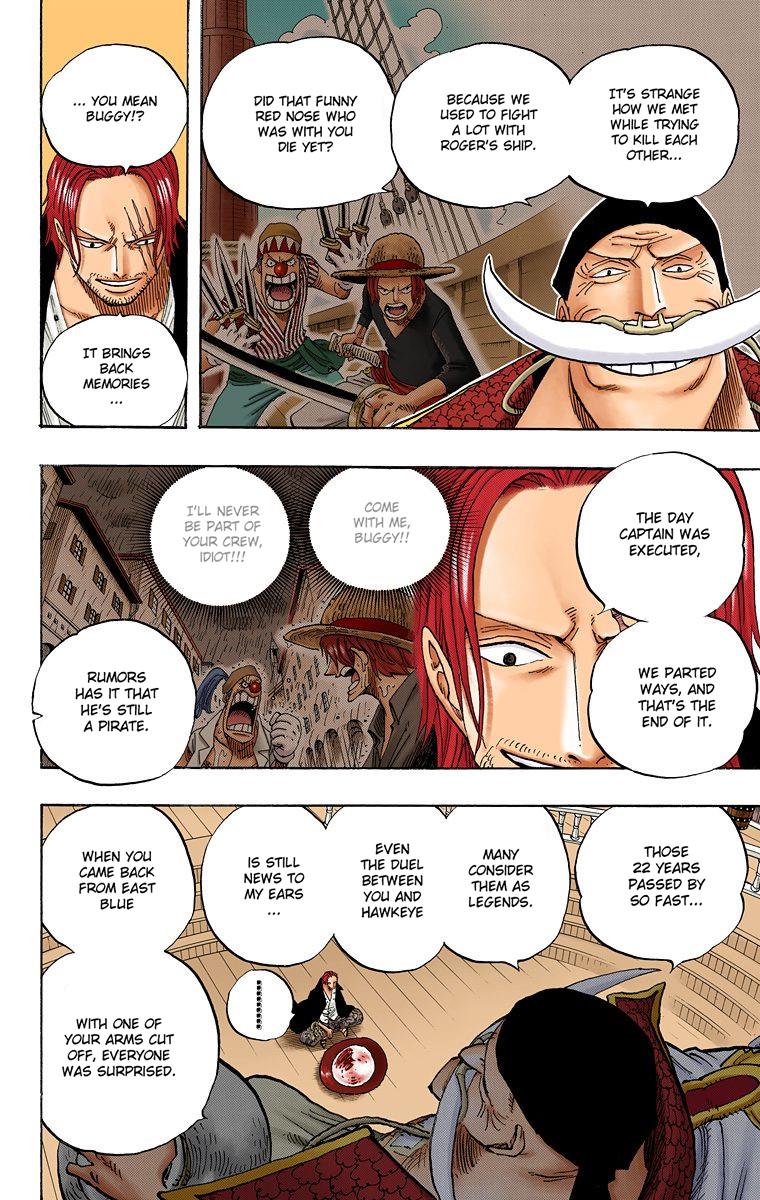 IT'S STRANGE
HOW WE MET
WHILE TRYING
TO KILL EACH
OTHER...
BECAUSE WE
USED TO FIGHT
A LOT WITH
ROGER'S SHIP.
DID THAT FUNNY
RED NOSE WHO
WAS WITH YOU
DIE YET?
... YOU MEAN
BUGGY!?
IT BRINGS
BACK
MEMORIES
...
THE DAY
CAPTAIN WAS
EXECUTED,
WE PARTED
WAYS, AND
THAT'S THE
END OF IT.
COME
WITH ME,
BUGGY!!
I'LL NEVER
BE PART OF
YOUR CREW,
IDIOT!!!
RUMORS
HAS IT THAT
HE'S STILL
A PIRATE.
THOSE
22 YEARS
PASSED BY
SO FAST...
MANY
CONSIDER
THEM AS
LEGENDS.
EVEN
THE DUEL
BETWEEN
YOU AND
HAWKEYE
IS STILL
NEWS TO
MY EARS
...
WHEN YOU
CAME BACK
FROM EAST
BLUE
WITH ONE OF
YOUR ARMS CUT
OFF, EVERYONE
WAS SURPRISED.
.........